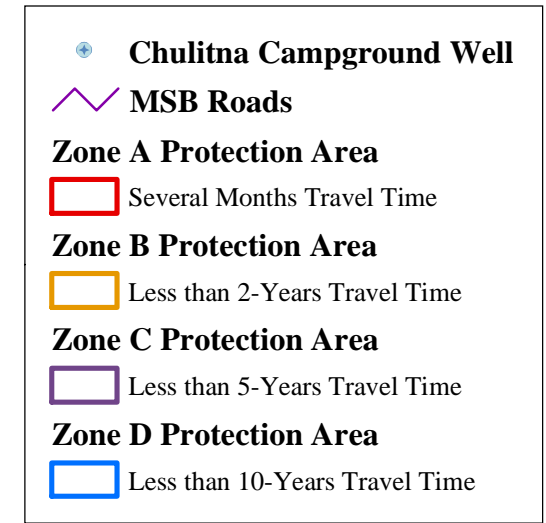 Chulitna Campground Well
MSB Roads
Zone A Protection Area
Several Months Travel Time
Zone B Protection Area
Less than 2-Years Travel Time
Zone C Protection Area
Less than 5-Years Travel Time
Zone D Protection Area
Less than 10-Years Travel Time